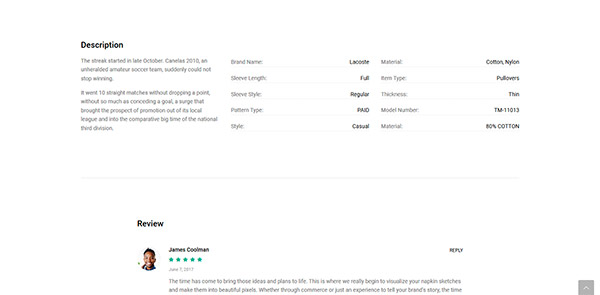 Description
The streak started in late October. Canelas 2010, an
unheralded amateur soccer team, suddenly could not
stop winning.
It went 10 straight matches without dropping a point,
without so much as conceding a goal, a surge that
brought the prospect of promotion out of its local
league and into the comparative big time of the national
third division.
Brand Name: Lacoste
Sleeve Length: Full
Sleeve Style: Regular
Pattern Type: PAID
Style: Casual
Material: Cotton, Nylon
Item Type: Pullovers
Thickness: Thin
Model Number: TM-11013
Material: 80% COTTON
Review
James Coolman
REPLY
June 7, 2017
The time has come to bring those ideas and plans to life. This is where we really begin to visualize your napkin sketches
and make them into beautiful pixels. Whether through commerce or just an experience to tell your brand's story, the time